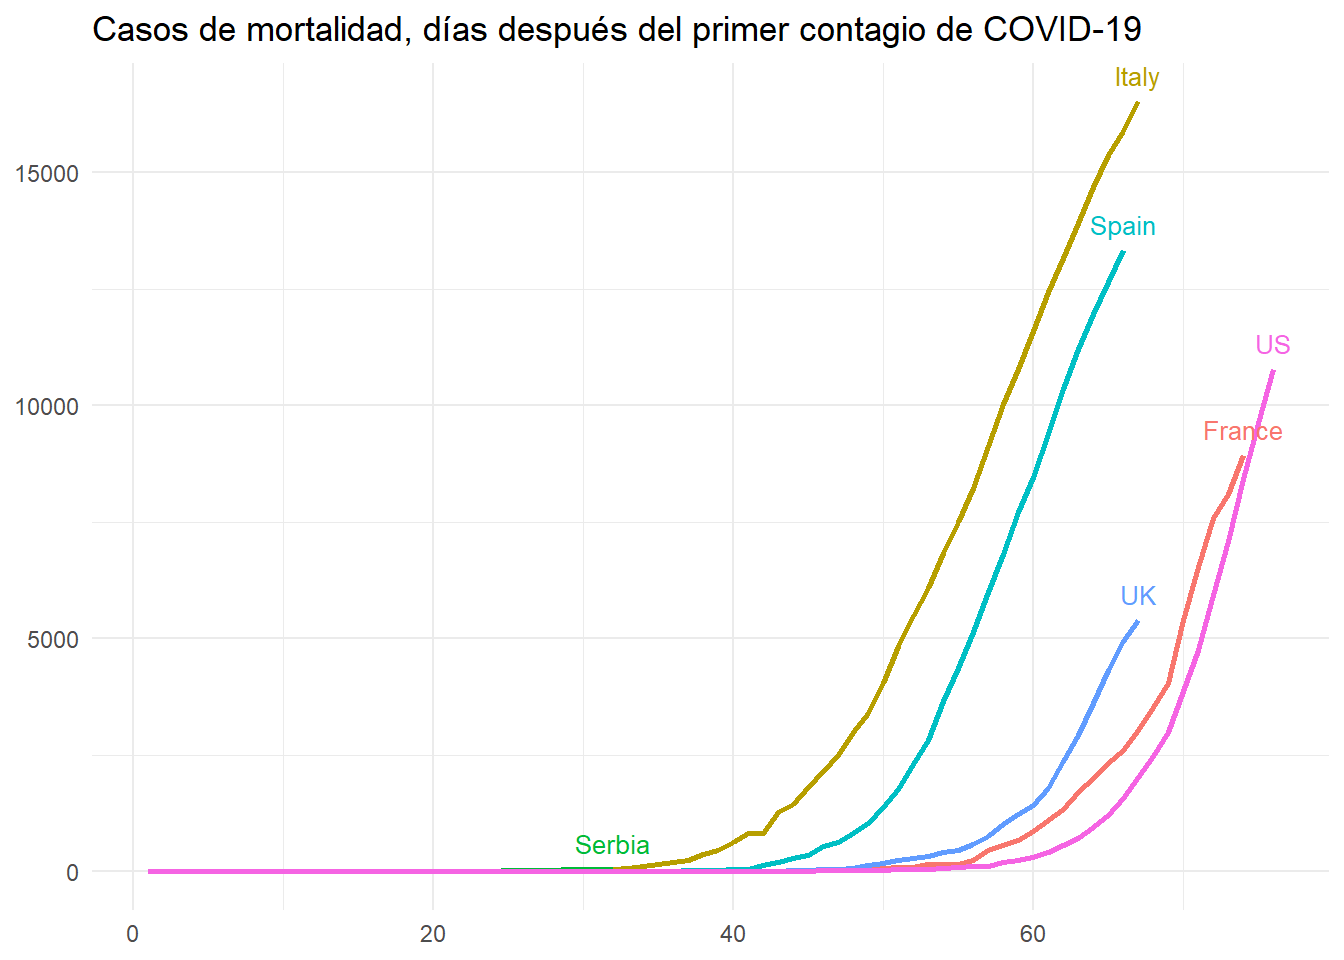 Casos de mortalidad, días después del primer contagio de COVID-19
Italy
15000
Spain
US
10000
France
UK
5000
Serbia
0
0 20 40 60